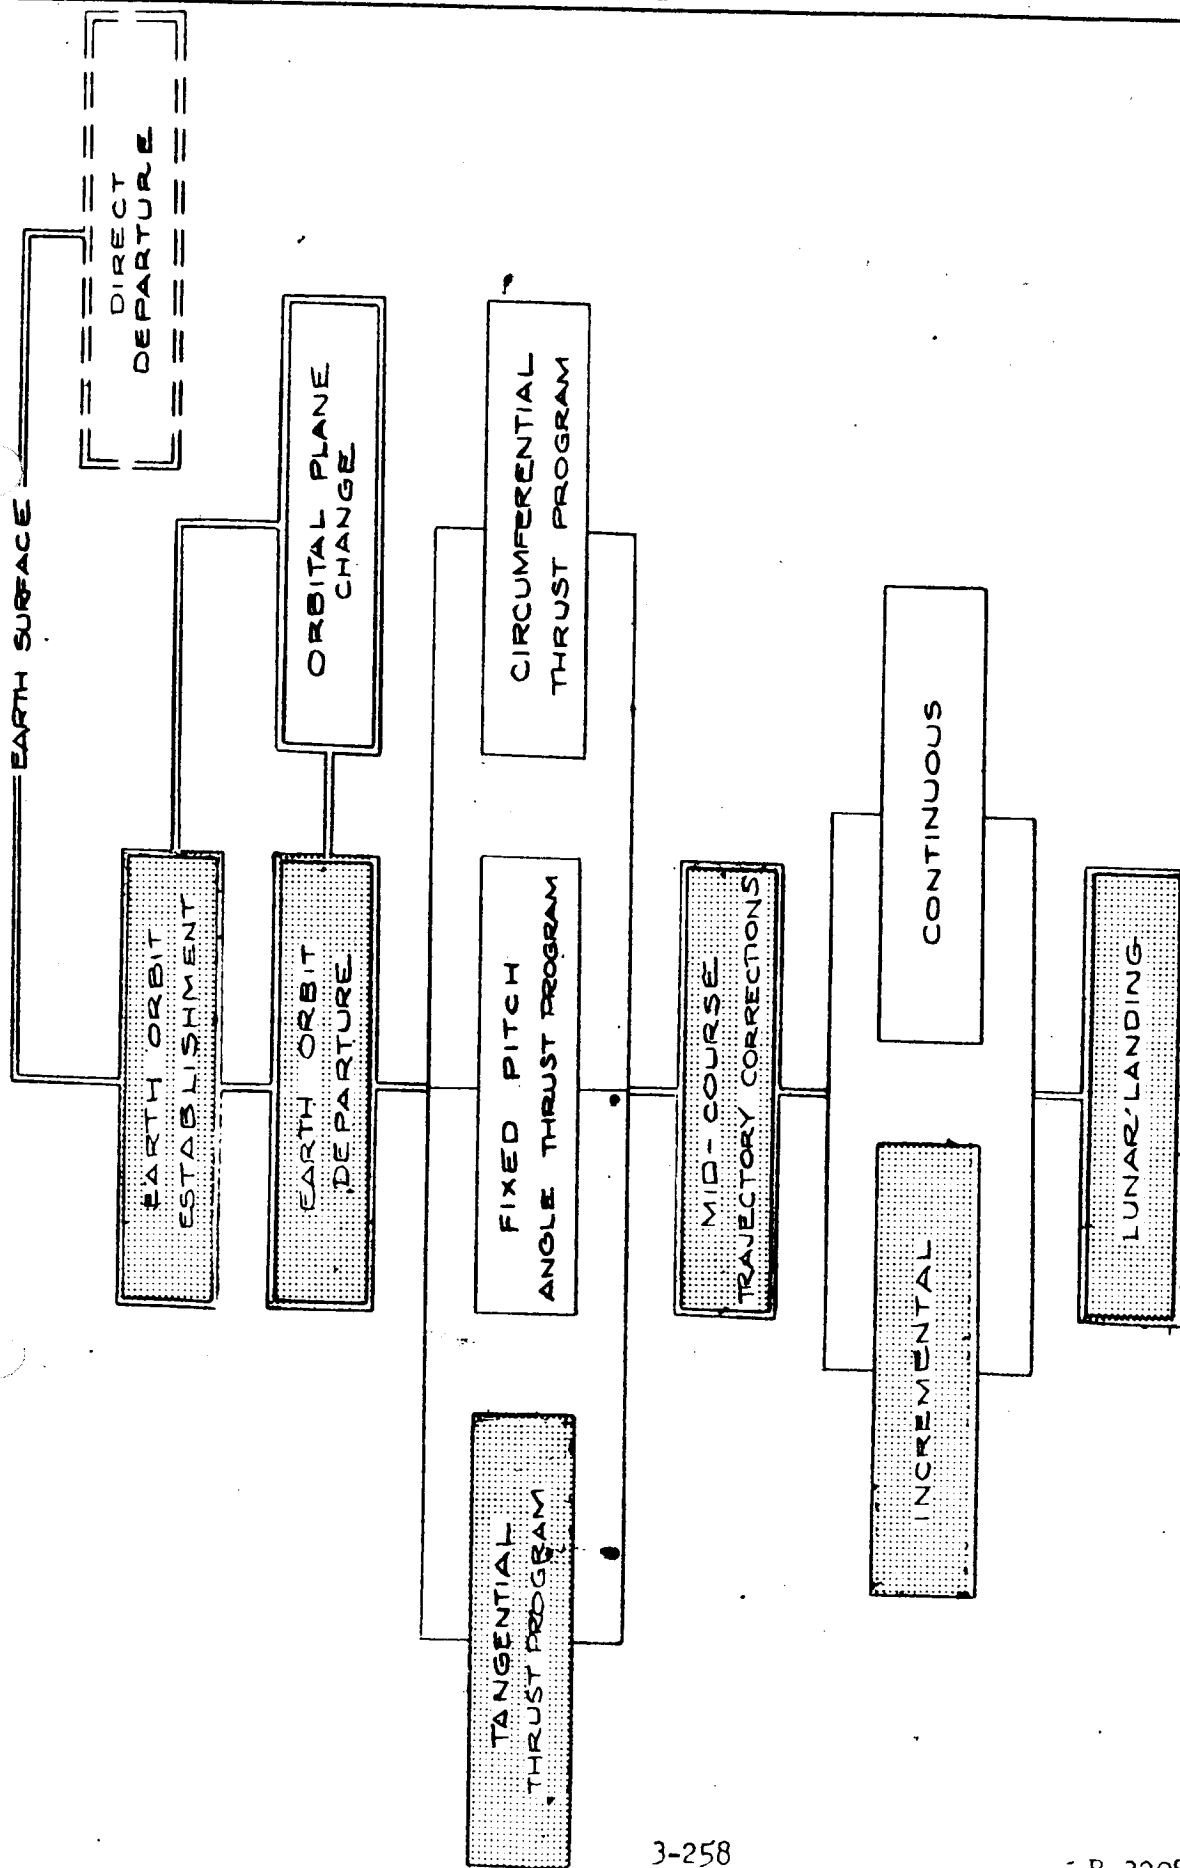 EARTH SURFACE
DIRECT
DEPARTURE
EARTH ORBIT
ESTABLISHMENT
EARTH ORBIT
DEPARTURE
ORBITAL PLANE
CHANGE
TANGENTIAL
THRUST PROGRAM
FIXED PITCH
ANGLE THRUST PROGRAM
CIRCUMFERENTIAL
THRUST PROGRAM
MID-COURSE
TRAJECTORY CORRECTIONS
INCREMENTAL
CONTINUOUS
LUNAR LANDING
3-258